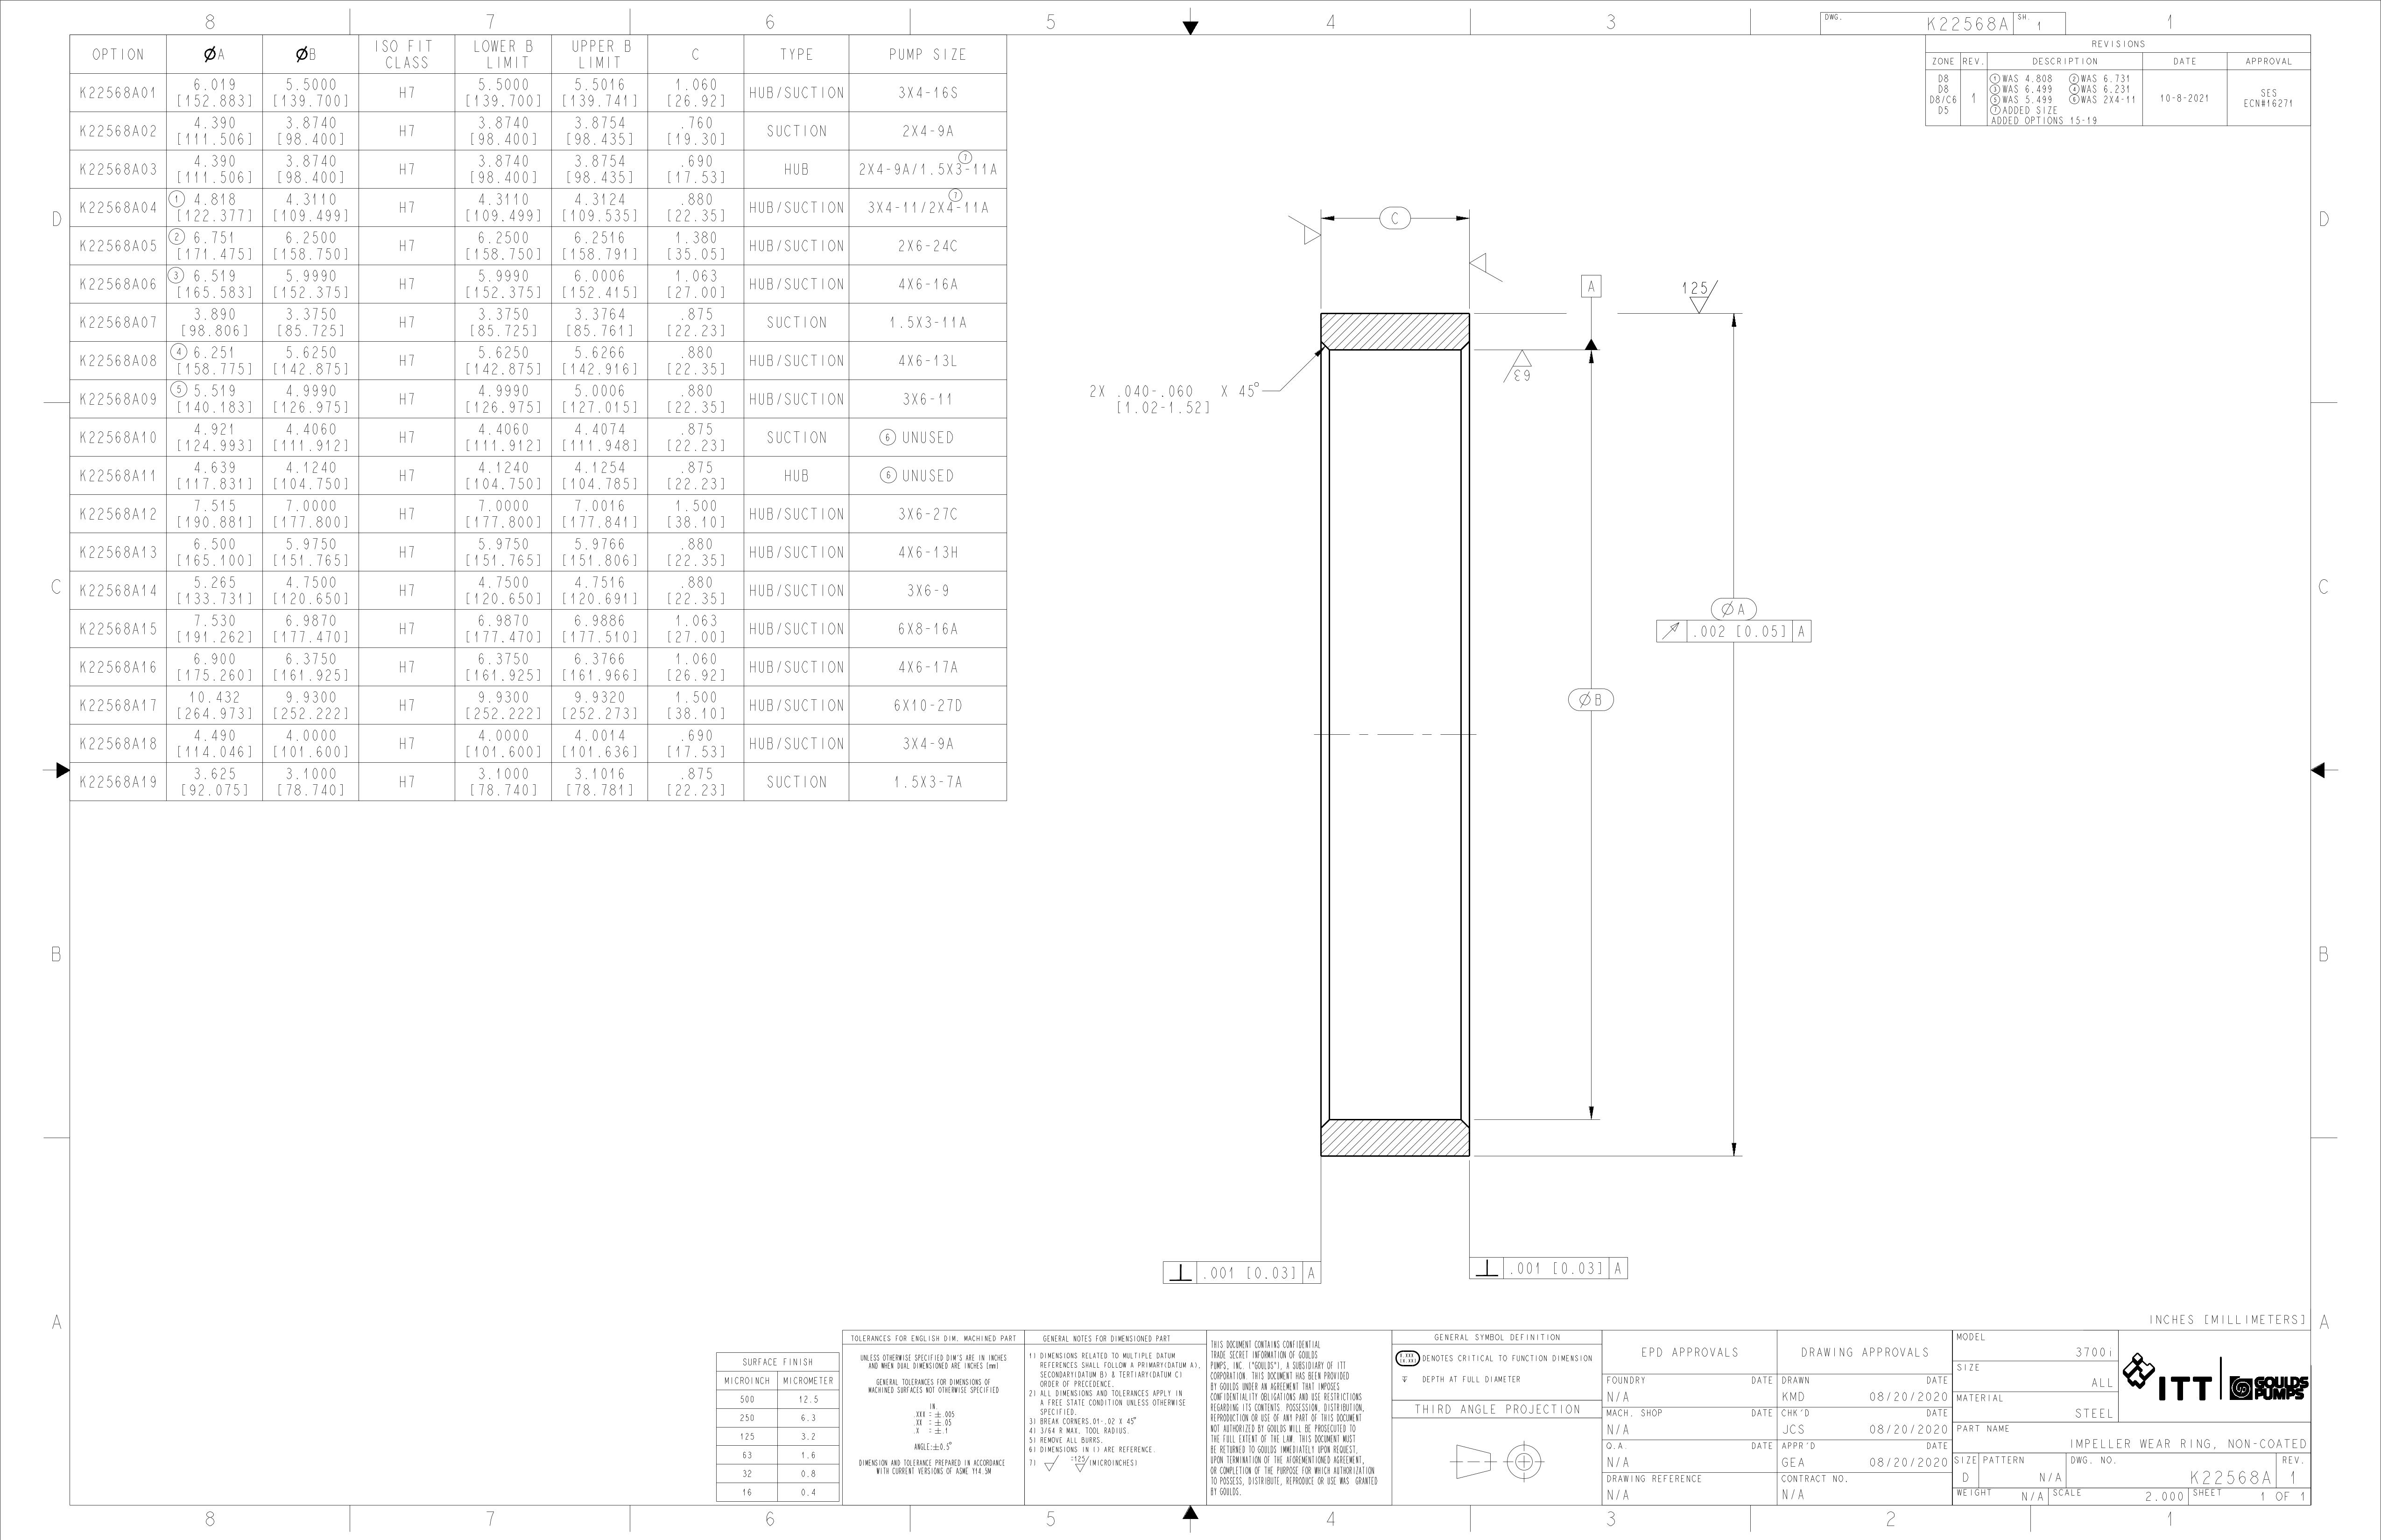 8 7 6 5 4 3 1
DWG. K22568A SH. 1
REVISIONS
ZONE REV. DESCRIPTION DATE APPROVAL
D8 ① WAS 4.808 ② WAS 6.731
D8 ③ WAS 6.499 ④ WAS 6.231
D8/C6 1 ⑤ WAS 5.499 ⑥ WAS 2X4-11 10-8-2021 SES
D5 ⑦ ADDED SIZE ECN#16271
ADDED OPTIONS 15-19
OPTION ØA ØB ISO FIT CLASS LOWER B LIMIT UPPER B LIMIT C TYPE PUMP SIZE
K22568A01 6.019 5.5000 H7 5.5000 5.5016 1.060 HUB/SUCTION 3X4-16S
[152.883] [139.700] [139.700] [139.741] [26.92]
K22568A02 4.390 3.8740 H7 3.8740 3.8754 .760 SUCTION 2X4-9A
[111.506] [98.400] [98.400] [98.435] [19.30]
K22568A03 4.390 3.8740 H7 3.8740 3.8754 .690 HUB 2X4-9A/1.5X3-11A ⑦
[111.506] [98.400] [98.400] [98.435] [17.53]
K22568A04 ① 4.818 4.3110 H7 4.3110 4.3124 .880 HUB/SUCTION 3X4-11/2X4-11A ⑦
[122.377] [109.499] [109.499] [109.535] [22.35]
K22568A05 ② 6.751 6.2500 H7 6.2500 6.2516 1.380 HUB/SUCTION 2X6-24C
[171.475] [158.750] [158.750] [158.791] [35.05]
K22568A06 ③ 6.519 5.9990 H7 5.9990 6.0006 1.063 HUB/SUCTION 4X6-16A
[165.583] [152.375] [152.375] [152.415] [27.00]
K22568A07 3.890 3.3750 H7 3.3750 3.3764 .875 SUCTION 1.5X3-11A
[98.806] [85.725] [85.725] [85.761] [22.23]
K22568A08 ④ 6.251 5.6250 H7 5.6250 5.6266 .880 HUB/SUCTION 4X6-13L
[158.775] [142.875] [142.875] [142.916] [22.35]
K22568A09 ⑤ 5.519 4.9990 H7 4.9990 5.0006 .880 HUB/SUCTION 3X6-11
[140.183] [126.975] [126.975] [127.015] [22.35]
K22568A10 4.921 4.4060 H7 4.4060 4.4074 .875 SUCTION ⑥ UNUSED
[124.993] [111.912] [111.912] [111.948] [22.23]
K22568A11 4.639 4.1240 H7 4.1240 4.1254 .875 HUB ⑥ UNUSED
[117.831] [104.750] [104.750] [104.785] [22.23]
K22568A12 7.515 7.0000 H7 7.0000 7.0016 1.500 HUB/SUCTION 3X6-27C
[190.881] [177.800] [177.800] [177.841] [38.10]
K22568A13 6.500 5.9750 H7 5.9750 5.9766 .880 HUB/SUCTION 4X6-13H
[165.100] [151.765] [151.765] [151.806] [22.35]
K22568A14 5.265 4.7500 H7 4.7500 4.7516 .880 HUB/SUCTION 3X6-9
[133.731] [120.650] [120.650] [120.691] [22.35]
K22568A15 7.530 6.9870 H7 6.9870 6.9886 1.063 HUB/SUCTION 6X8-16A
[191.262] [177.470] [177.470] [177.510] [27.00]
K22568A16 6.900 6.3750 H7 6.3750 6.3766 1.060 HUB/SUCTION 4X6-17A
[175.260] [161.925] [161.925] [161.966] [26.92]
K22568A17 10.432 9.9300 H7 9.9300 9.9320 1.500 HUB/SUCTION 6X10-27D
[264.973] [252.222] [252.222] [252.273] [38.10]
K22568A18 4.490 4.0000 H7 4.0000 4.0014 .690 HUB/SUCTION 3X4-9A
[114.046] [101.600] [101.600] [101.636] [17.53]
K22568A19 3.625 3.1000 H7 3.1000 3.1016 .875 SUCTION 1.5X3-7A
[92.075] [78.740] [78.740] [78.781] [22.23]
D D
C C
B B
A A
C
A
125
63
2X .040-.060 X 45°
[1.02-1.52]
ØA
.002 [0.05] A
ØB
⊥ .001 [0.03] A
⊥ .001 [0.03] A
INCHES [MILLIMETERS]
SURFACE FINISH
MICROINCH MICROMETER
500 12.5
250 6.3
125 3.2
63 1.6
32 0.8
16 0.4
TOLERANCES FOR ENGLISH DIM. MACHINED PART
UNLESS OTHERWISE SPECIFIED DIM'S ARE IN INCHES
AND WHEN DUAL DIMENSIONED ARE INCHES [mm]
GENERAL TOLERANCES FOR DIMENSIONS OF
MACHINED SURFACES NOT OTHERWISE SPECIFIED
IN.
.XXX = ± .005
.XX = ± .05
.X = ± .1
ANGLE:±0.5°
DIMENSION AND TOLERANCE PREPARED IN ACCORDANCE
WITH CURRENT VERSIONS OF ASME Y14.5M
GENERAL NOTES FOR DIMENSIONED PART
1) DIMENSIONS RELATED TO MULTIPLE DATUM
REFERENCES SHALL FOLLOW A PRIMARY(DATUM A),
SECONDARY(DATUM B) & TERTIARY(DATUM C)
ORDER OF PRECEDENCE.
2) ALL DIMENSIONS AND TOLERANCES APPLY IN
A FREE STATE CONDITION UNLESS OTHERWISE
SPECIFIED.
3) BREAK CORNERS.01-.02 X 45°
4) 3/64 R MAX. TOOL RADIUS.
5) REMOVE ALL BURRS.
6) DIMENSIONS IN () ARE REFERENCE.
7) =125 (MICROINCHES)
THIS DOCUMENT CONTAINS CONFIDENTIAL
TRADE SECRET INFORMATION OF GOULDS
PUMPS, INC. ("GOULDS"), A SUBSIDIARY OF ITT
CORPORATION. THIS DOCUMENT HAS BEEN PROVIDED
BY GOULDS UNDER AN AGREEMENT THAT IMPOSES
CONFIDENTIALITY OBLIGATIONS AND USE RESTRICTIONS
REGARDING ITS CONTENTS. POSSESSION, DISTRIBUTION,
REPRODUCTION OR USE OF ANY PART OF THIS DOCUMENT
NOT AUTHORIZED BY GOULDS WILL BE PROSECUTED TO
THE FULL EXTENT OF THE LAW. THIS DOCUMENT MUST
BE RETURNED TO GOULDS IMMEDIATELY UPON REQUEST,
UPON TERMINATION OF THE AFOREMENTIONED AGREEMENT,
OR COMPLETION OF THE PURPOSE FOR WHICH AUTHORIZATION
TO POSSESS, DISTRIBUTE, REPRODUCE OR USE WAS GRANTED
BY GOULDS.
GENERAL SYMBOL DEFINITION
X.XXX [X.XX] DENOTES CRITICAL TO FUNCTION DIMENSION
DEPTH AT FULL DIAMETER
THIRD ANGLE PROJECTION
EPD APPROVALS
FOUNDRY DATE
N/A
MACH. SHOP DATE
N/A
Q.A. DATE
N/A
DRAWING REFERENCE
N/A
DRAWING APPROVALS
DRAWN DATE
KMD 08/20/2020
CHK'D DATE
JCS 08/20/2020
APPR'D DATE
GEA 08/20/2020
CONTRACT NO.
N/A
MODEL
3700i
SIZE
ALL
MATERIAL
STEEL
ITT GOULDS PUMPS
PART NAME
IMPELLER WEAR RING, NON-COATED
SIZE PATTERN DWG. NO. REV.
D N/A K22568A 1
WEIGHT N/A SCALE 2.000 SHEET 1 OF 1
8 7 6 5 4 3 2 1